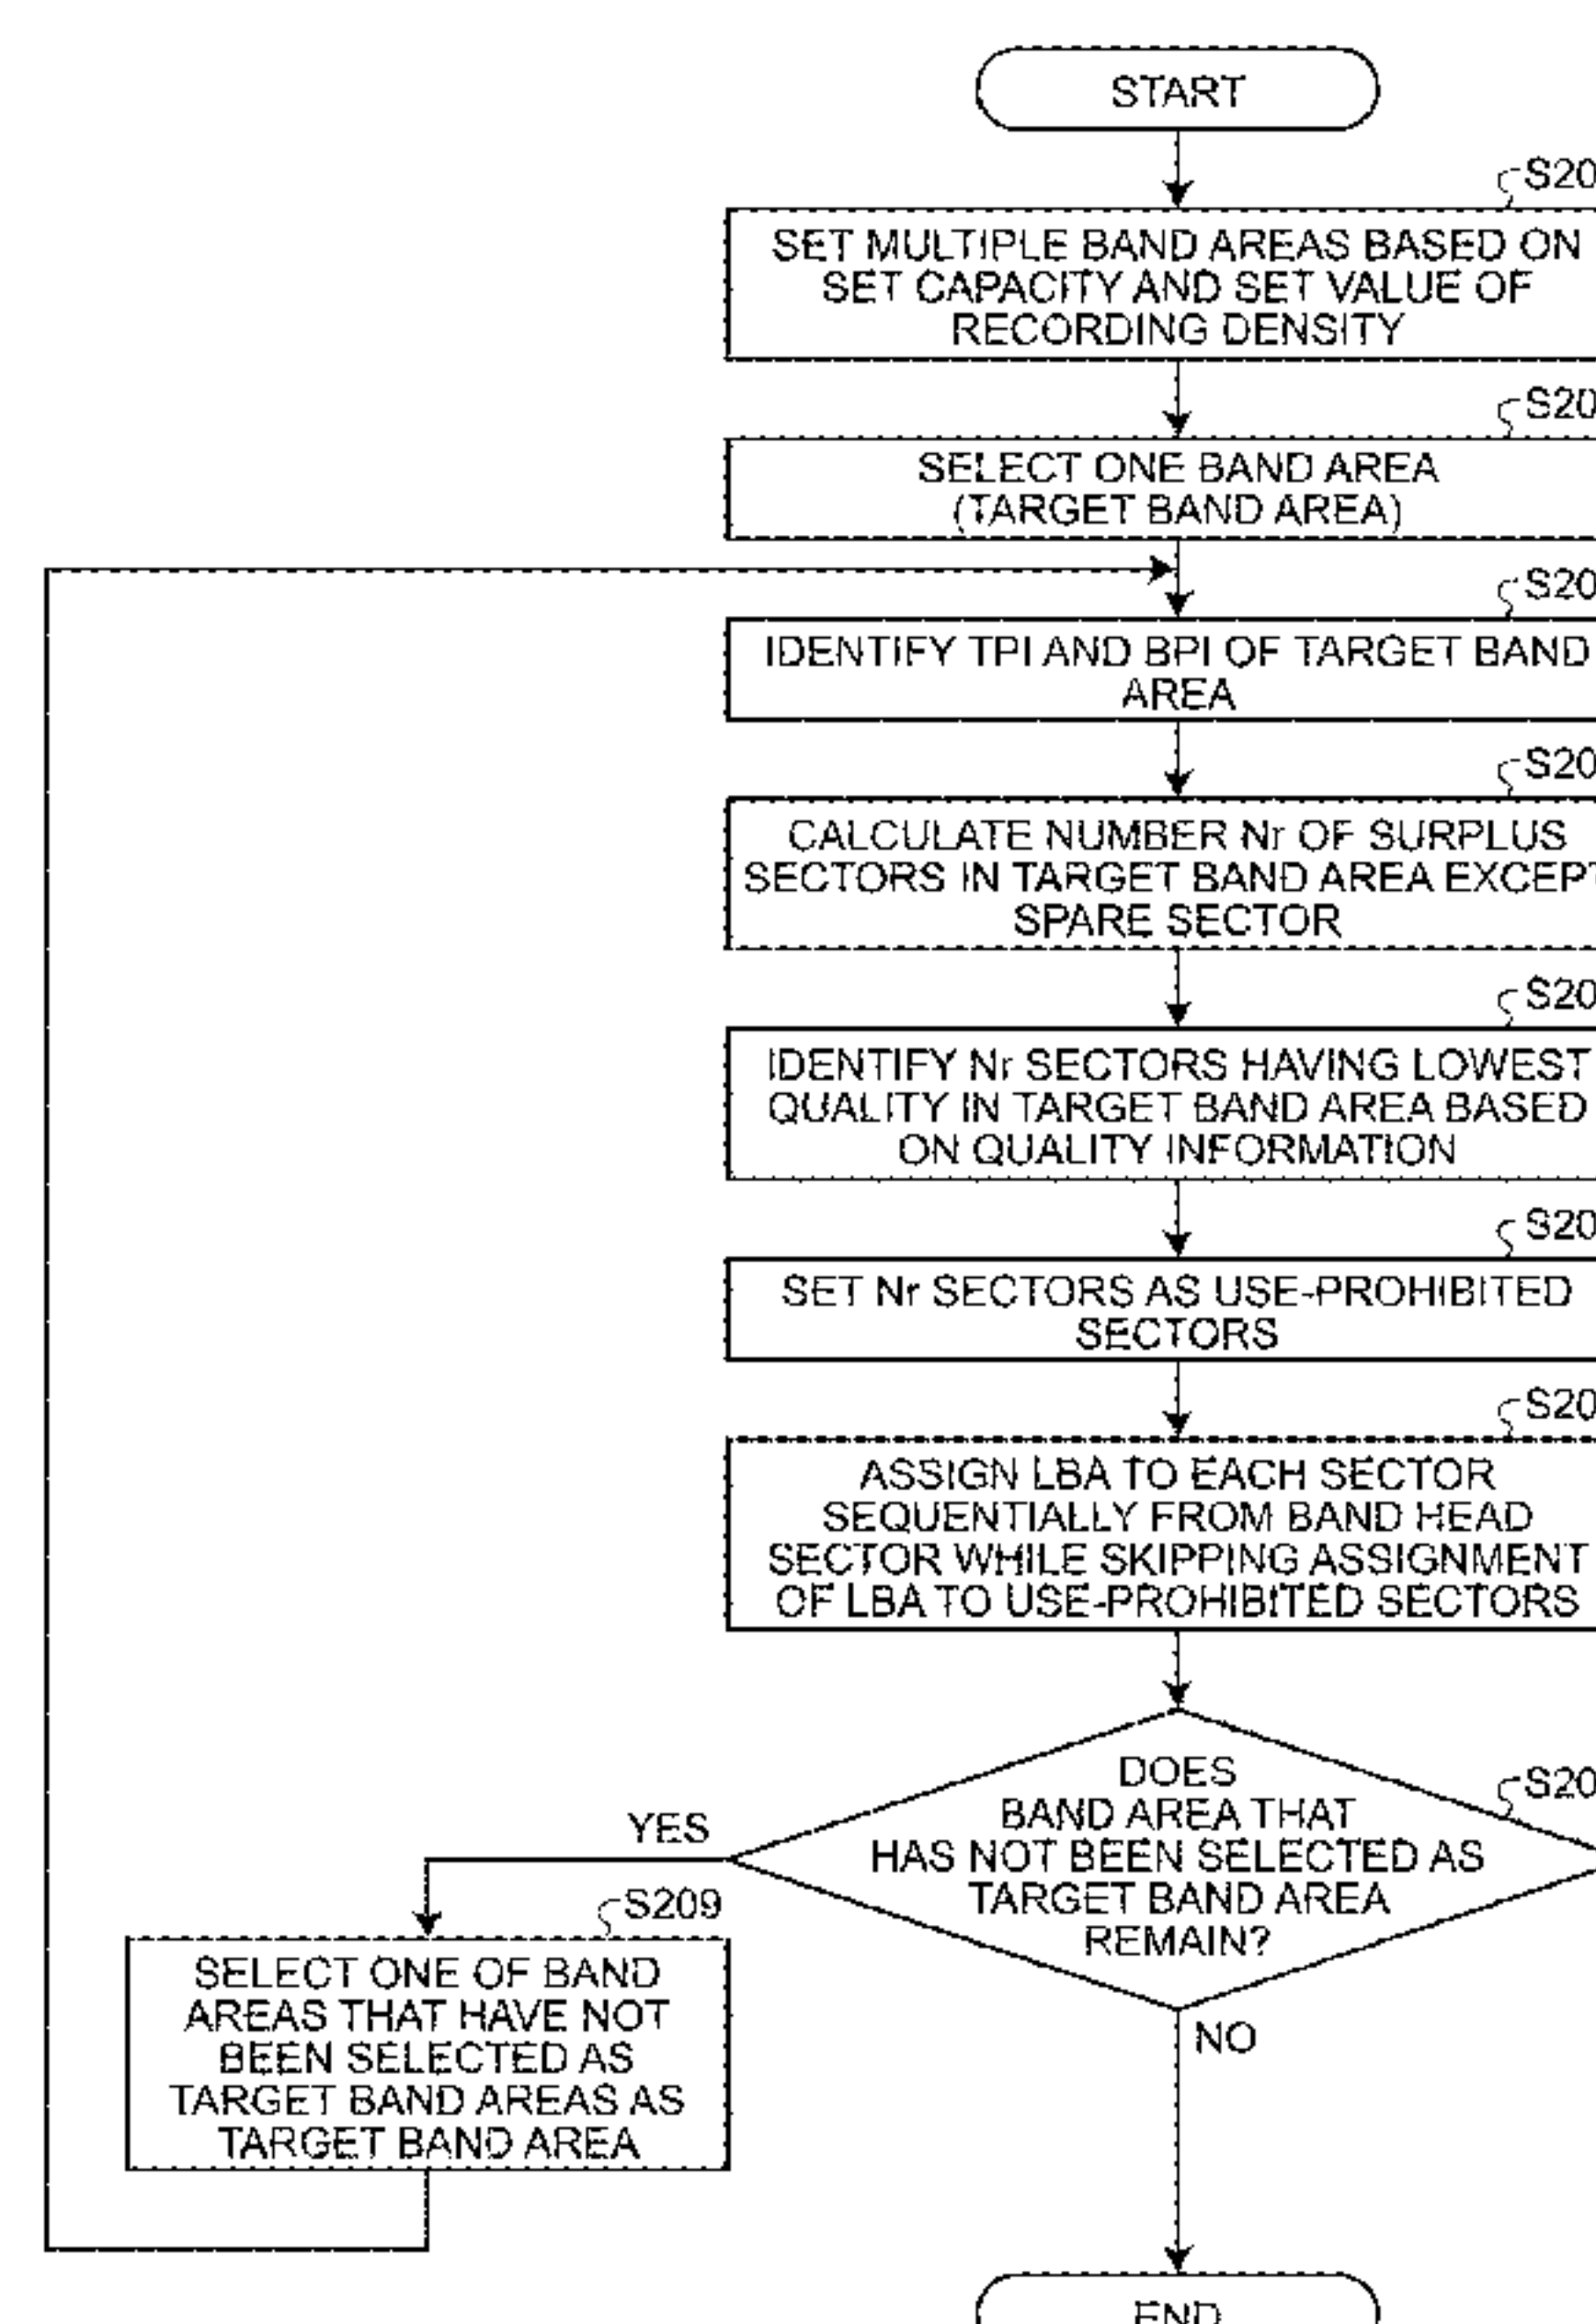 START
S20
SET MULTIPLE BAND AREAS BASED ON
SET CAPACITY AND SET VALUE OF
RECORDING DENSITY
S20
SELECT ONE BAND AREA
(TARGET BAND AREA)
S20
IDENTIFY TPI AND BPI OF TARGET BAND
AREA
S20
CALCULATE NUMBER Nr OF SURPLUS
SECTORS IN TARGET BAND AREA EXCEPT
SPARE SECTOR
S20
IDENTIFY Nr SECTORS HAVING LOWEST
QUALITY IN TARGET BAND AREA BASED
ON QUALITY INFORMATION
S20
SET Nr SECTORS AS USE-PROHIBITED
SECTORS
S20
ASSIGN LBA TO EACH SECTOR
SEQUENTIALLY FROM BAND HEAD
SECTOR WHILE SKIPPING ASSIGNMENT
OF LBA TO USE-PROHIBITED SECTORS
S20
DOES
BAND AREA THAT
HAS NOT BEEN SELECTED AS
TARGET BAND AREA
REMAIN?
YES
S209
SELECT ONE OF BAND
AREAS THAT HAVE NOT
BEEN SELECTED AS
TARGET BAND AREAS AS
TARGET BAND AREA
NO
END